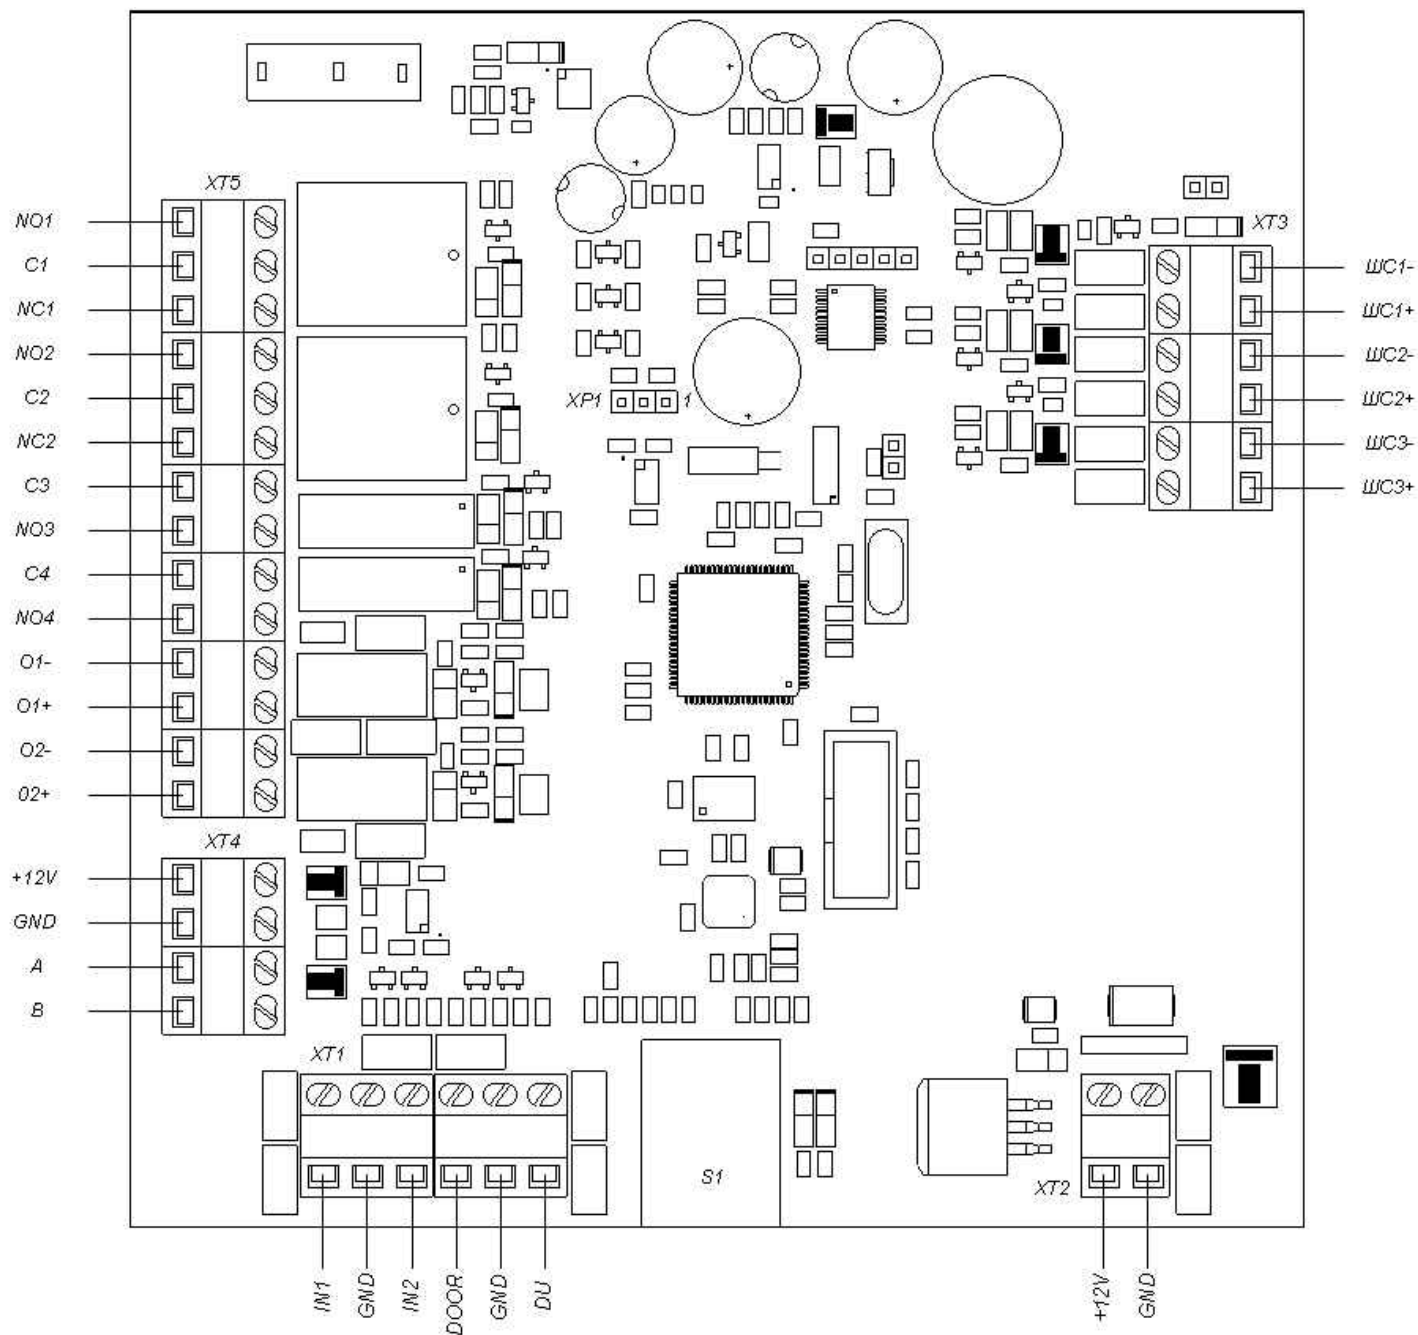 XT5
NO1
C1
NC1
NO2
C2
NC2
C3
NO3
C4
NO4
O1-
O1+
O2-
02+
XT4
+12V
GND
A
B
XP1
1
XT3
ШС1-
ШС1+
ШС2-
ШС2+
ШС3-
ШС3+
XT1
IN1
GND
IN2
DOOR
GND
DU
S1
XT2
+12V
GND